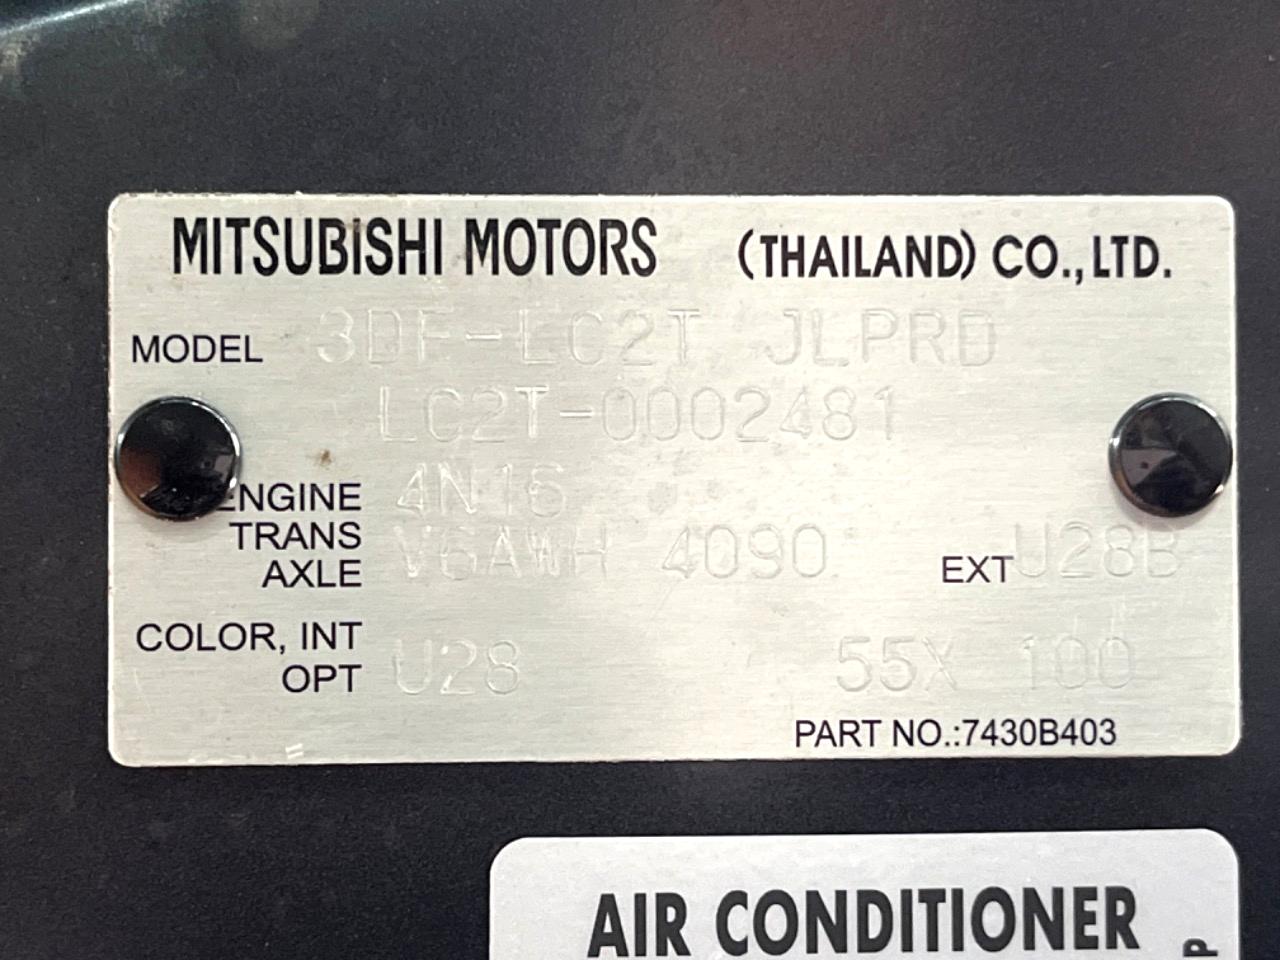 MITSUBISHI MOTORS (THAILAND) CO.,LTD.
MODEL 3DF-LC2T JLPRD
LC2T-0002481
ENGINE 4N16
TRANS AXLE V6AWH 4090 EXT U28B
COLOR, INT OPT U28 55X 100
PART NO.:7430B403
AIR CONDITIONER
P